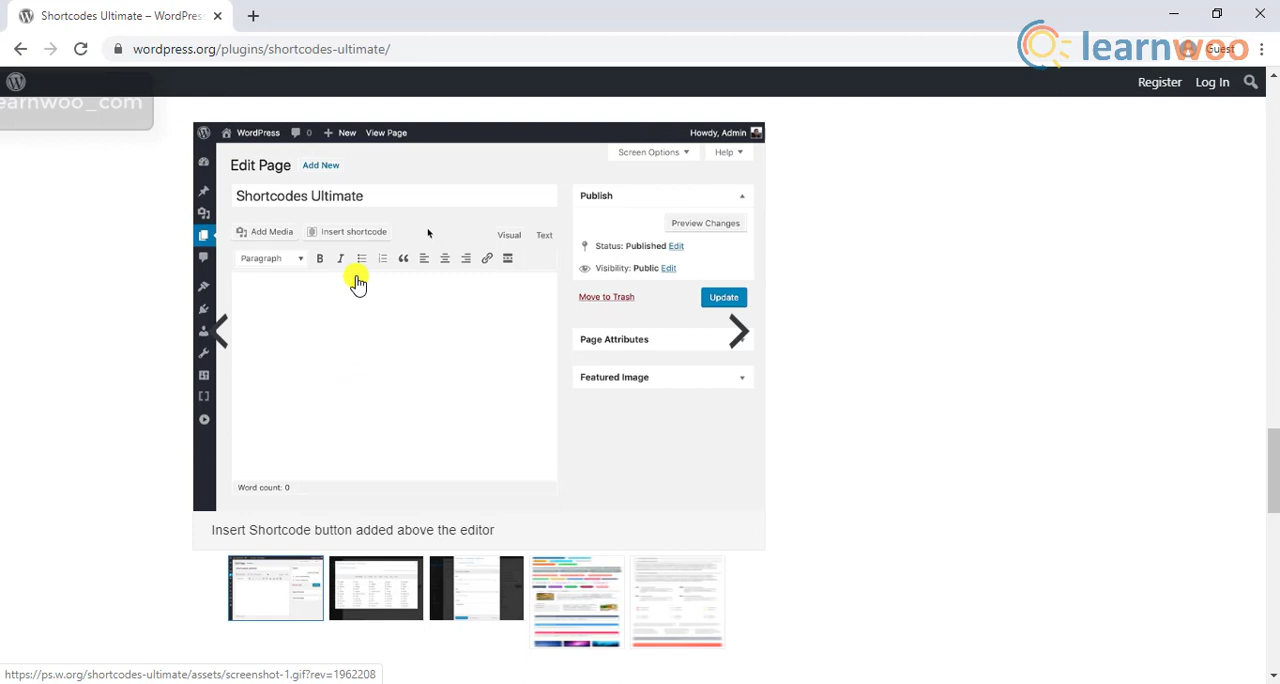 Shortcodes Ultimate – WordPres
wordpress.org/plugins/shortcodes-ultimate/
learnwoo
Guest
Register Log In
earnwoo_com
WordPress 0 New View Page Howdy, Admin
Edit Page Add New
Screen Options Help
Shortcodes Ultimate
Publish
Preview Changes
Add Media Insert shortcode
Visual Text
Status: Published Edit
Paragraph
Visibility: Public Edit
Move to Trash Update
Page Attributes
Featured Image
Word count: 0
Insert Shortcode button added above the editor
https://ps.w.org/shortcodes-ultimate/assets/screenshot-1.gif?rev=1962208